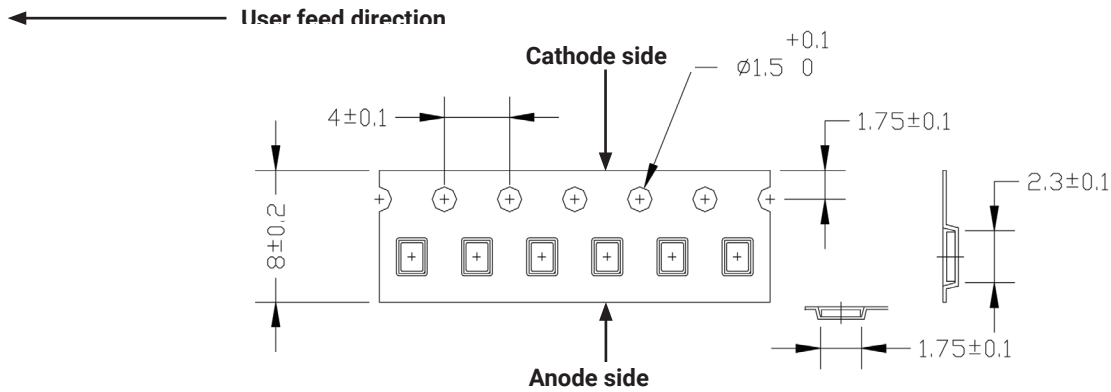 User feed direction
+0.1
Cathode side
ø1.5 0
4±0.1
1.75±0.1
2.3±0.1
8±0.2
1.75±0.1
Anode side